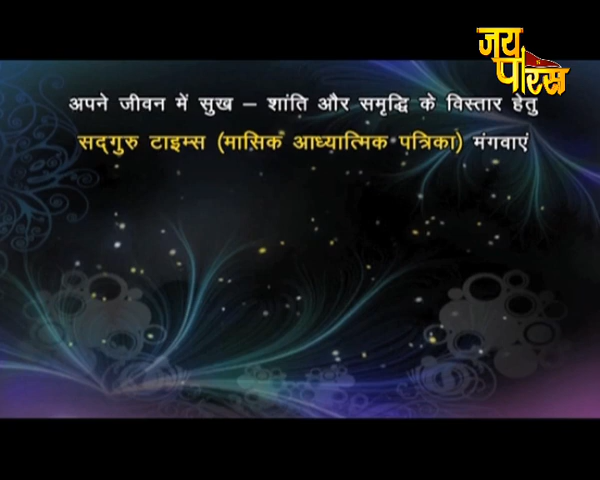 जय
पारस
अपने जीवन में सुख – शांति और समृद्धि के विस्तार हेतु
सद्गुरु टाइम्स (मासिक आध्यात्मिक पत्रिका) मंगवाएं